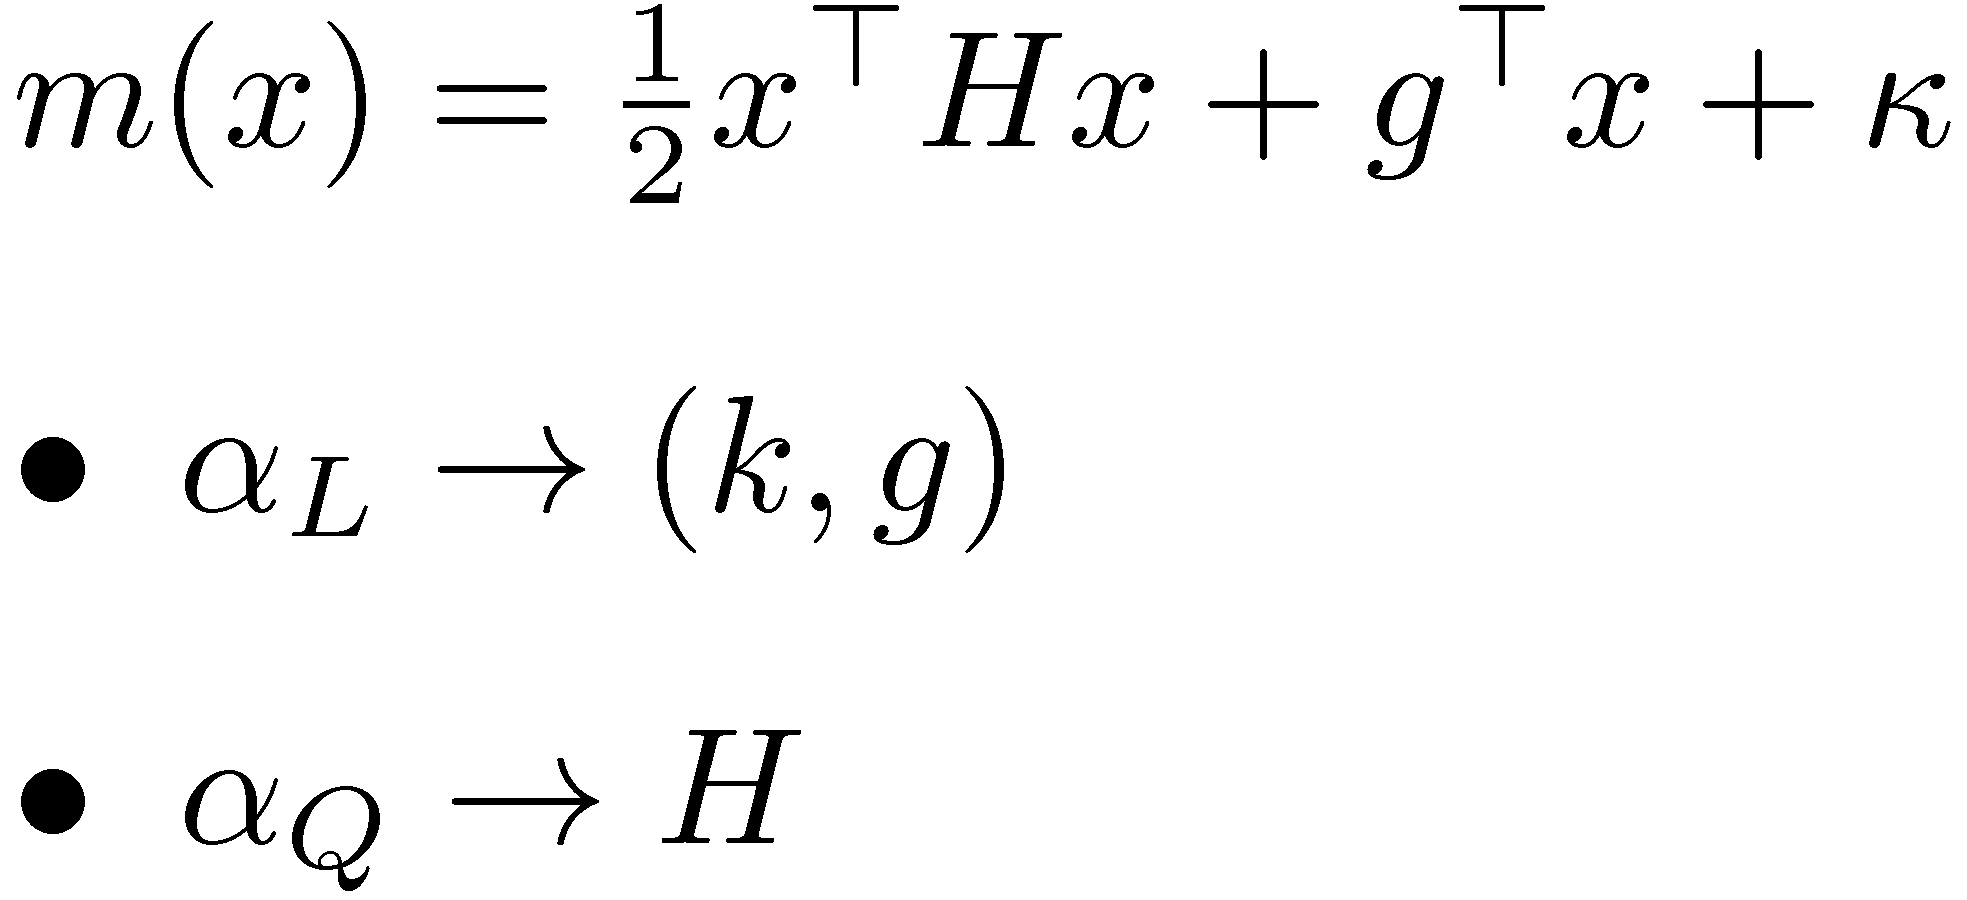 m(x) = ½x⊤Hx + g⊤x + κ
• α_L → (k, g)
• α_Q → H